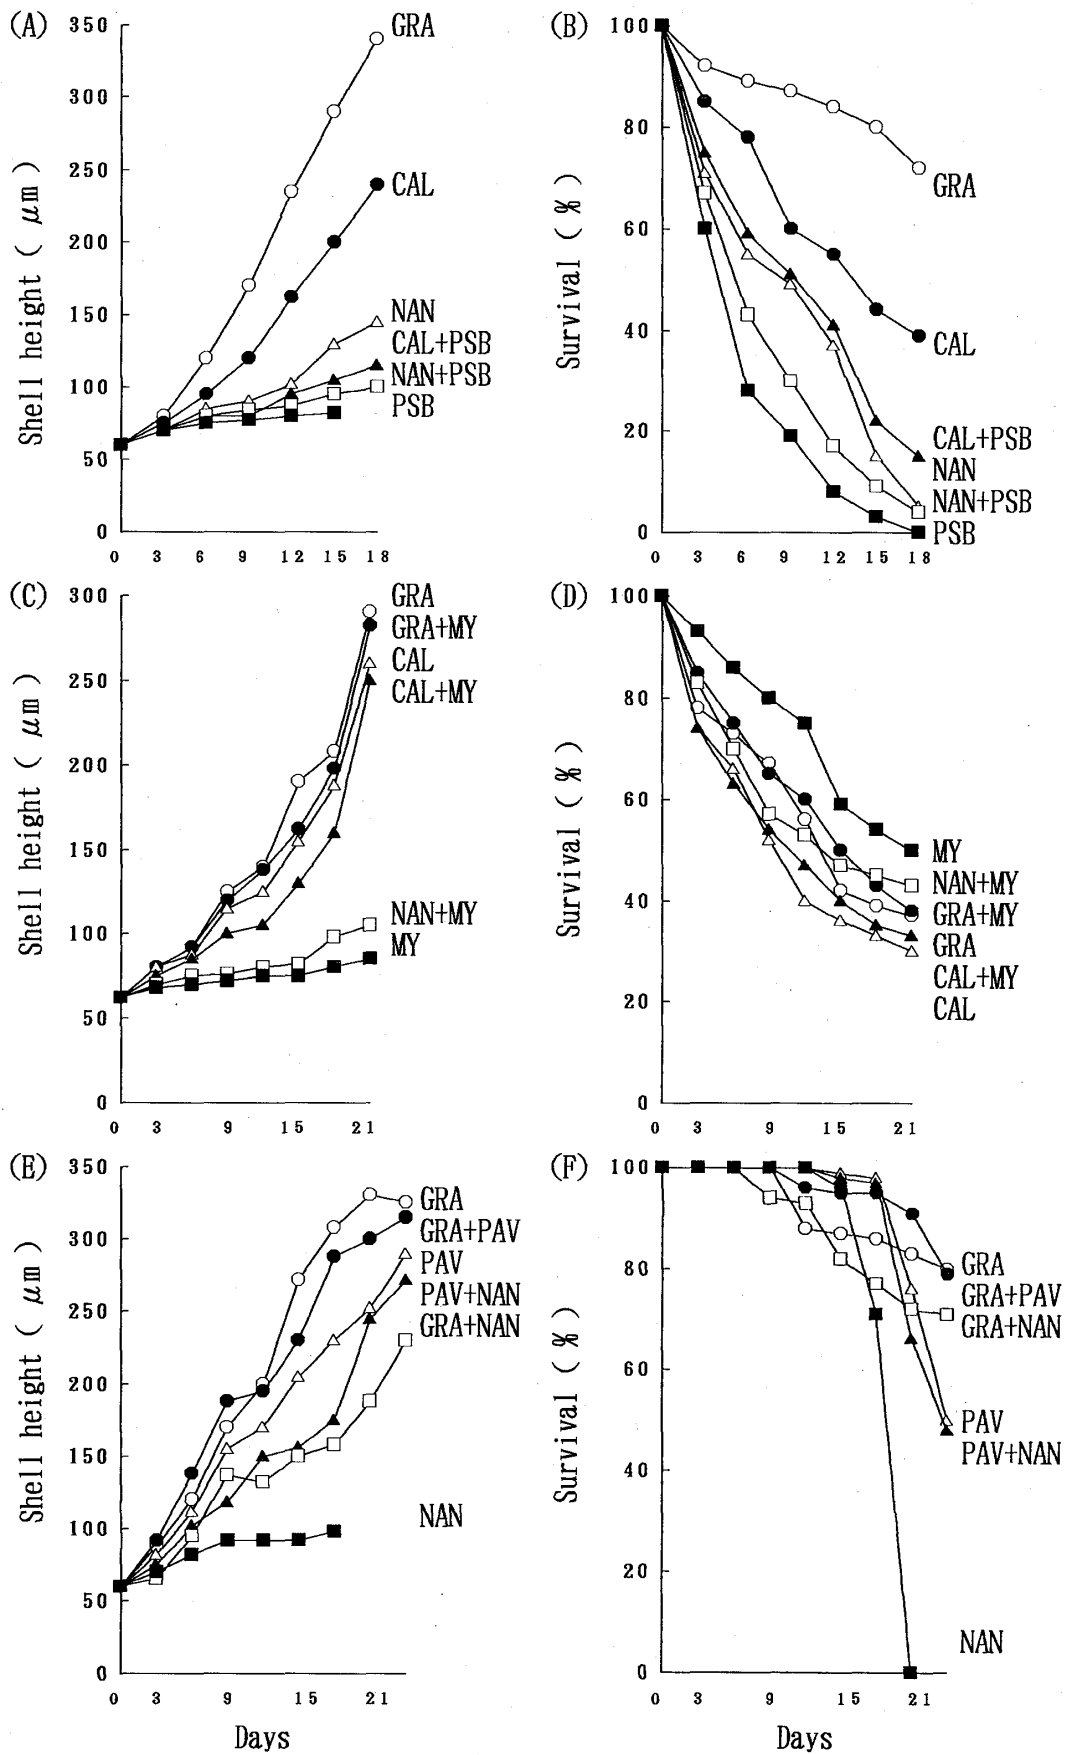 (A)
Shell height ( μm )
350
300
250
200
150
100
50
0
0 3 6 9 12 15 18
GRA
CAL
NAN
CAL+PSB
NAN+PSB
PSB
(B)
Survival ( % )
100
80
60
40
20
0
0 3 6 9 12 15 18
GRA
CAL
CAL+PSB
NAN
NAN+PSB
PSB
(C)
Shell height ( μm )
300
250
200
150
100
50
0
0 3 9 15 21
GRA
GRA+MY
CAL
CAL+MY
NAN+MY
MY
(D)
Survival ( % )
100
80
60
40
20
0
0 3 9 15 21
MY
NAN+MY
GRA+MY
GRA
CAL+MY
CAL
(E)
Shell height ( μm )
350
300
250
200
150
100
50
0
0 3 9 15 21
Days
GRA
GRA+PAV
PAV
PAV+NAN
GRA+NAN
NAN
(F)
Survival ( % )
100
80
60
40
20
0
0 3 9 15 21
Days
GRA
GRA+PAV
GRA+NAN
PAV
PAV+NAN
NAN